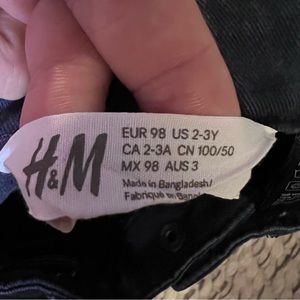 H&M
EUR 98 US 2-3Y
CA 2-3A CN 100/50
MX 98 AUS 3
Made in Bangladesh/
Fabriqué en